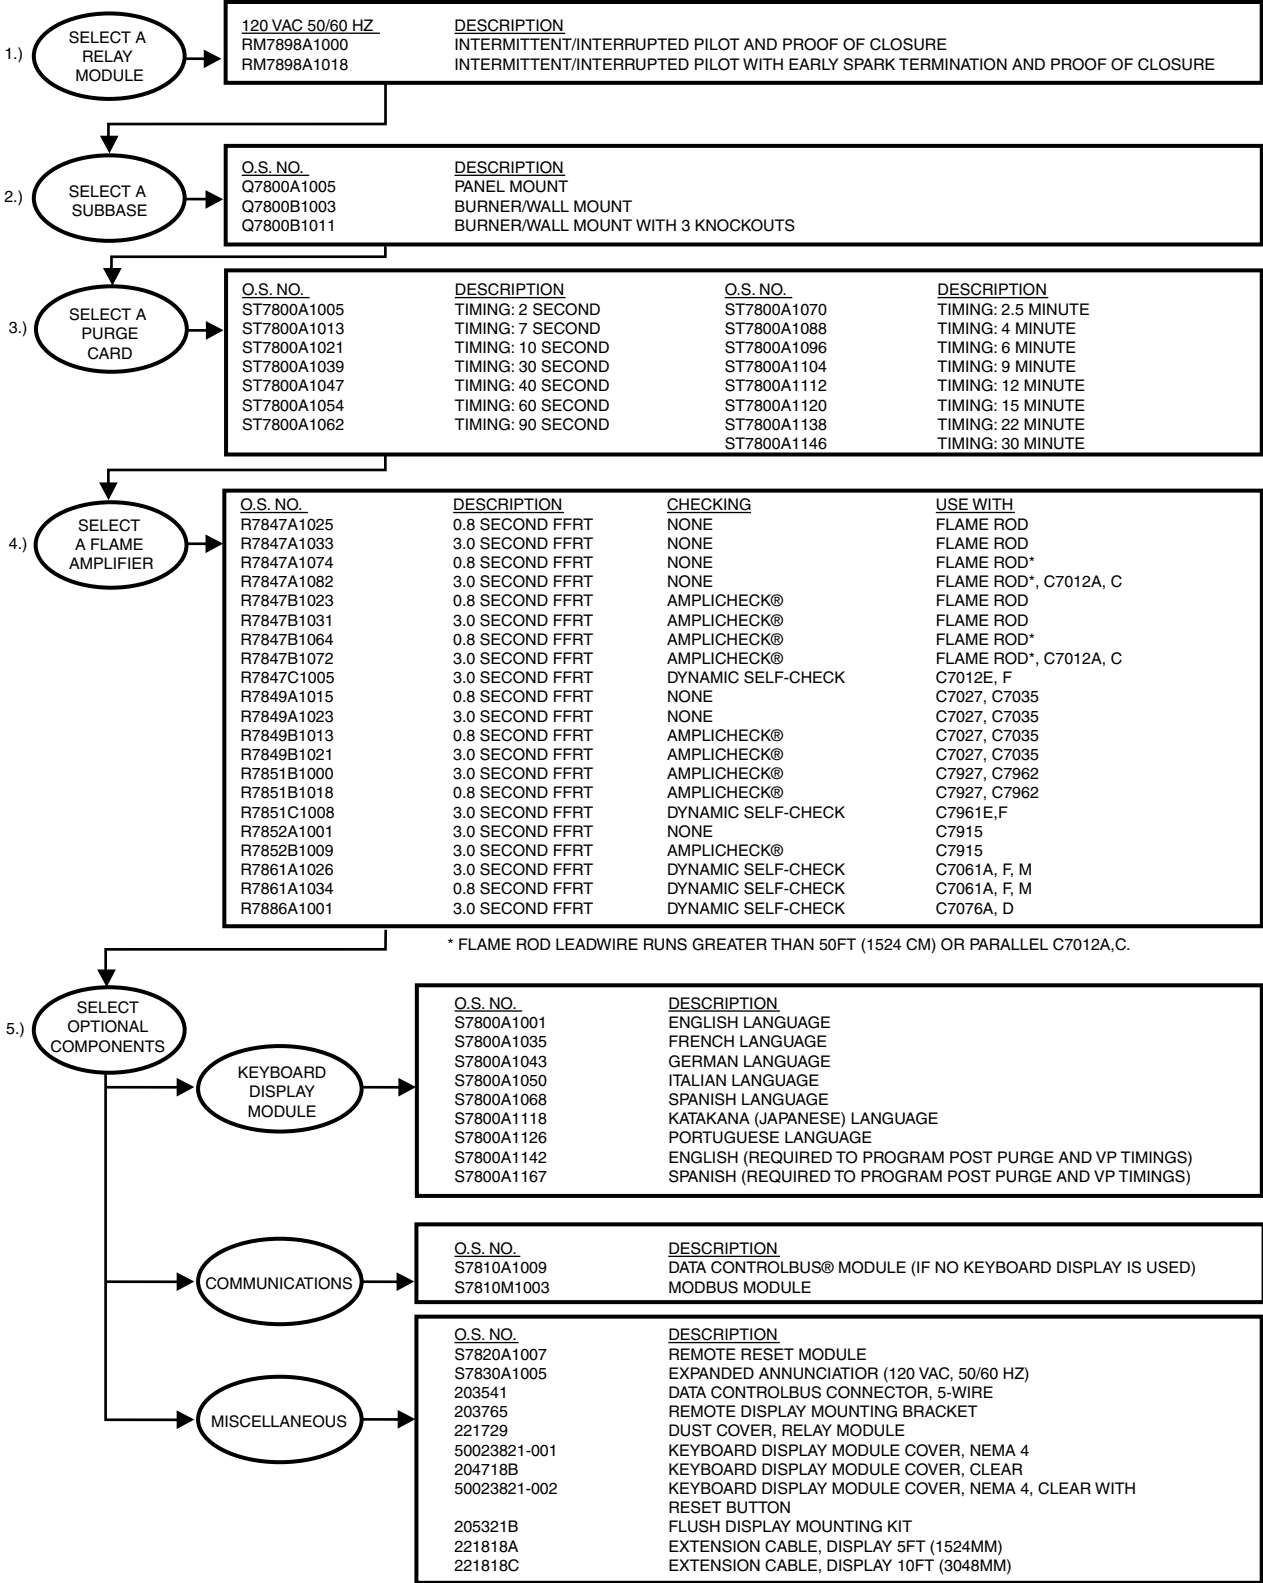 1.)
SELECT A
RELAY
MODULE
120 VAC 50/60 HZ DESCRIPTION
RM7898A1000 INTERMITTENT/INTERRUPTED PILOT AND PROOF OF CLOSURE
RM7898A1018 INTERMITTENT/INTERRUPTED PILOT WITH EARLY SPARK TERMINATION AND PROOF OF CLOSURE
2.)
SELECT A
SUBBASE
O.S. NO. DESCRIPTION
Q7800A1005 PANEL MOUNT
Q7800B1003 BURNER/WALL MOUNT
Q7800B1011 BURNER/WALL MOUNT WITH 3 KNOCKOUTS
3.)
SELECT A
PURGE
CARD
O.S. NO. DESCRIPTION O.S. NO. DESCRIPTION
ST7800A1005 TIMING: 2 SECOND ST7800A1070 TIMING: 2.5 MINUTE
ST7800A1013 TIMING: 7 SECOND ST7800A1088 TIMING: 4 MINUTE
ST7800A1021 TIMING: 10 SECOND ST7800A1096 TIMING: 6 MINUTE
ST7800A1039 TIMING: 30 SECOND ST7800A1104 TIMING: 9 MINUTE
ST7800A1047 TIMING: 40 SECOND ST7800A1112 TIMING: 12 MINUTE
ST7800A1054 TIMING: 60 SECOND ST7800A1120 TIMING: 15 MINUTE
ST7800A1062 TIMING: 90 SECOND ST7800A1138 TIMING: 22 MINUTE
ST7800A1146 TIMING: 30 MINUTE
4.)
SELECT
A FLAME
AMPLIFIER
O.S. NO. DESCRIPTION CHECKING USE WITH
R7847A1025 0.8 SECOND FFRT NONE FLAME ROD
R7847A1033 3.0 SECOND FFRT NONE FLAME ROD
R7847A1074 0.8 SECOND FFRT NONE FLAME ROD*
R7847A1082 3.0 SECOND FFRT NONE FLAME ROD*, C7012A, C
R7847B1023 0.8 SECOND FFRT AMPLICHECK® FLAME ROD
R7847B1031 3.0 SECOND FFRT AMPLICHECK® FLAME ROD
R7847B1064 0.8 SECOND FFRT AMPLICHECK® FLAME ROD*
R7847B1072 3.0 SECOND FFRT AMPLICHECK® FLAME ROD*, C7012A, C
R7847C1005 3.0 SECOND FFRT DYNAMIC SELF-CHECK C7012E, F
R7849A1015 0.8 SECOND FFRT NONE C7027, C7035
R7849A1023 3.0 SECOND FFRT NONE C7027, C7035
R7849B1013 0.8 SECOND FFRT AMPLICHECK® C7027, C7035
R7849B1021 3.0 SECOND FFRT AMPLICHECK® C7027, C7035
R7851B1000 3.0 SECOND FFRT AMPLICHECK® C7927, C7962
R7851B1018 0.8 SECOND FFRT AMPLICHECK® C7927, C7962
R7851C1008 3.0 SECOND FFRT DYNAMIC SELF-CHECK C7961E,F
R7852A1001 3.0 SECOND FFRT NONE C7915
R7852B1009 3.0 SECOND FFRT AMPLICHECK® C7915
R7861A1026 3.0 SECOND FFRT DYNAMIC SELF-CHECK C7061A, F, M
R7861A1034 0.8 SECOND FFRT DYNAMIC SELF-CHECK C7061A, F, M
R7886A1001 3.0 SECOND FFRT DYNAMIC SELF-CHECK C7076A, D
* FLAME ROD LEADWIRE RUNS GREATER THAN 50FT (1524 CM) OR PARALLEL C7012A,C.
5.)
SELECT
OPTIONAL
COMPONENTS
KEYBOARD
DISPLAY
MODULE
O.S. NO. DESCRIPTION
S7800A1001 ENGLISH LANGUAGE
S7800A1035 FRENCH LANGUAGE
S7800A1043 GERMAN LANGUAGE
S7800A1050 ITALIAN LANGUAGE
S7800A1068 SPANISH LANGUAGE
S7800A1118 KATAKANA (JAPANESE) LANGUAGE
S7800A1126 PORTUGUESE LANGUAGE
S7800A1142 ENGLISH (REQUIRED TO PROGRAM POST PURGE AND VP TIMINGS)
S7800A1167 SPANISH (REQUIRED TO PROGRAM POST PURGE AND VP TIMINGS)
COMMUNICATIONS
O.S. NO. DESCRIPTION
S7810A1009 DATA CONTROLBUS® MODULE (IF NO KEYBOARD DISPLAY IS USED)
S7810M1003 MODBUS MODULE
MISCELLANEOUS
O.S. NO. DESCRIPTION
S7820A1007 REMOTE RESET MODULE
S7830A1005 EXPANDED ANNUNCIATIOR (120 VAC, 50/60 HZ)
203541 DATA CONTROLBUS CONNECTOR, 5-WIRE
203765 REMOTE DISPLAY MOUNTING BRACKET
221729 DUST COVER, RELAY MODULE
50023821-001 KEYBOARD DISPLAY MODULE COVER, NEMA 4
204718B KEYBOARD DISPLAY MODULE COVER, CLEAR
50023821-002 KEYBOARD DISPLAY MODULE COVER, NEMA 4, CLEAR WITH
RESET BUTTON
205321B FLUSH DISPLAY MOUNTING KIT
221818A EXTENSION CABLE, DISPLAY 5FT (1524MM)
221818C EXTENSION CABLE, DISPLAY 10FT (3048MM)